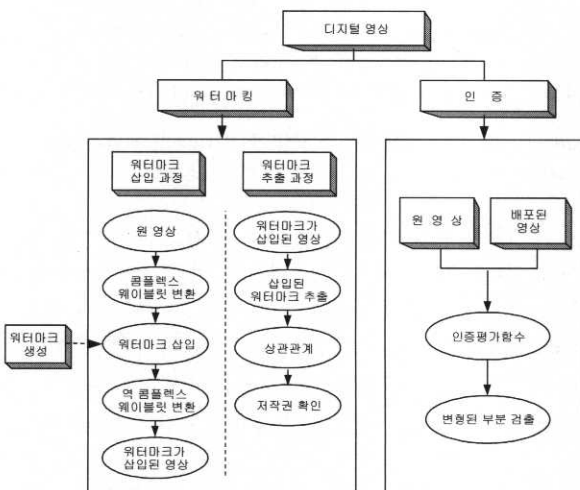 디지털 영상
워 터 마 킹
인 증
워터마크
삽입 과정
워터마크
추출 과정
원 영상
콤플렉스
웨이블릿 변환
워터마크
생성
워터마크 삽입
역 콤플렉스
웨이블릿 변환
워터마크가
삽입된 영상
워터마크가
삽입된 영상
삽입된
워터마크 추출
상관관계
저작권 확인
원 영 상
배포된
영상
인증평가함수
변형된 부분 검출